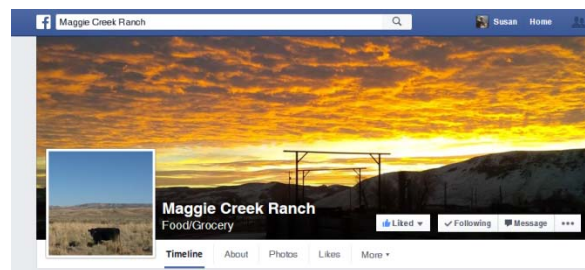 Maggie Creek Ranch
Susan Home
Maggie Creek Ranch
Food/Grocery
Liked Following Message
Timeline About Photos Likes More